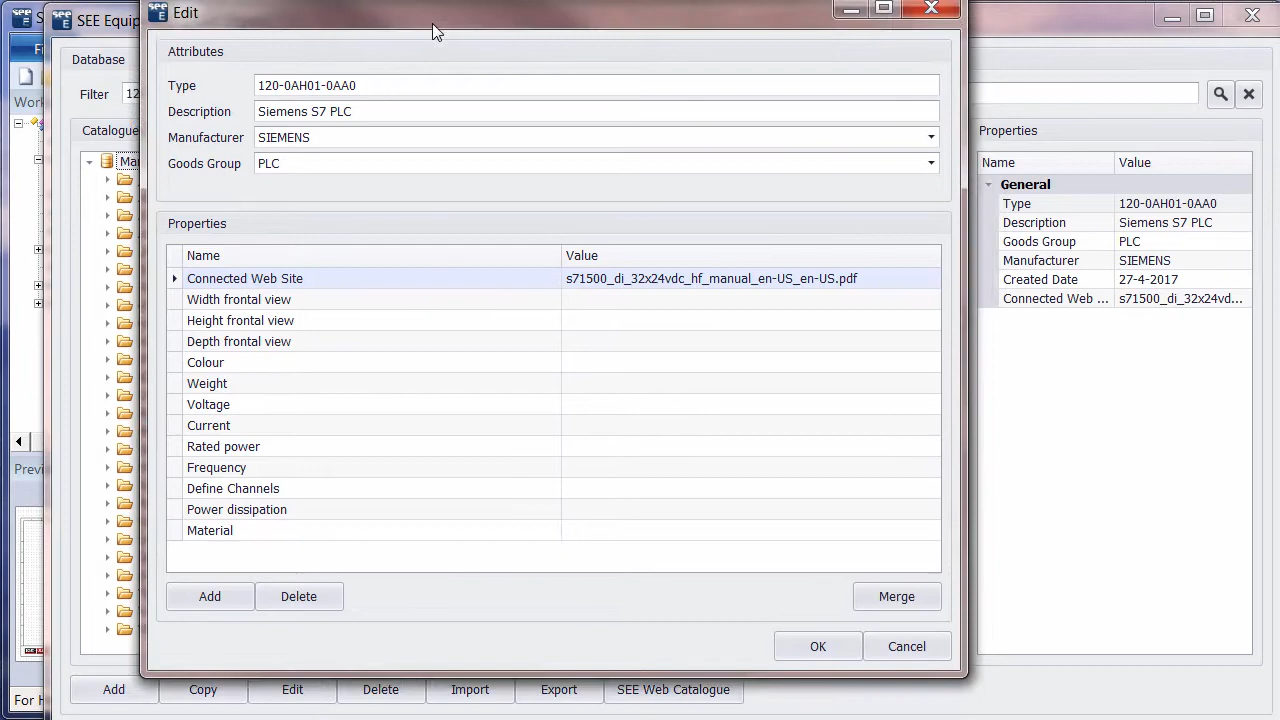 SEE Equip
Edit
Database
Filter 12
Catalogue
Attributes
Type 120-0AH01-0AA0
Description Siemens S7 PLC
Manufacturer SIEMENS
Goods Group PLC
Properties
Name Value
Connected Web Site s71500_di_32x24vdc_hf_manual_en-US_en-US.pdf
Width frontal view
Height frontal view
Depth frontal view
Colour
Weight
Voltage
Current
Rated power
Frequency
Define Channels
Power dissipation
Material
Add Delete Merge
OK Cancel
Properties
Name Value
General
Type 120-0AH01-0AA0
Description Siemens S7 PLC
Goods Group PLC
Manufacturer SIEMENS
Created Date 27-4-2017
Connected Web ... s71500_di_32x24vd...
Add Copy Edit Delete Import Export SEE Web Catalogue
Work
Previ
For H